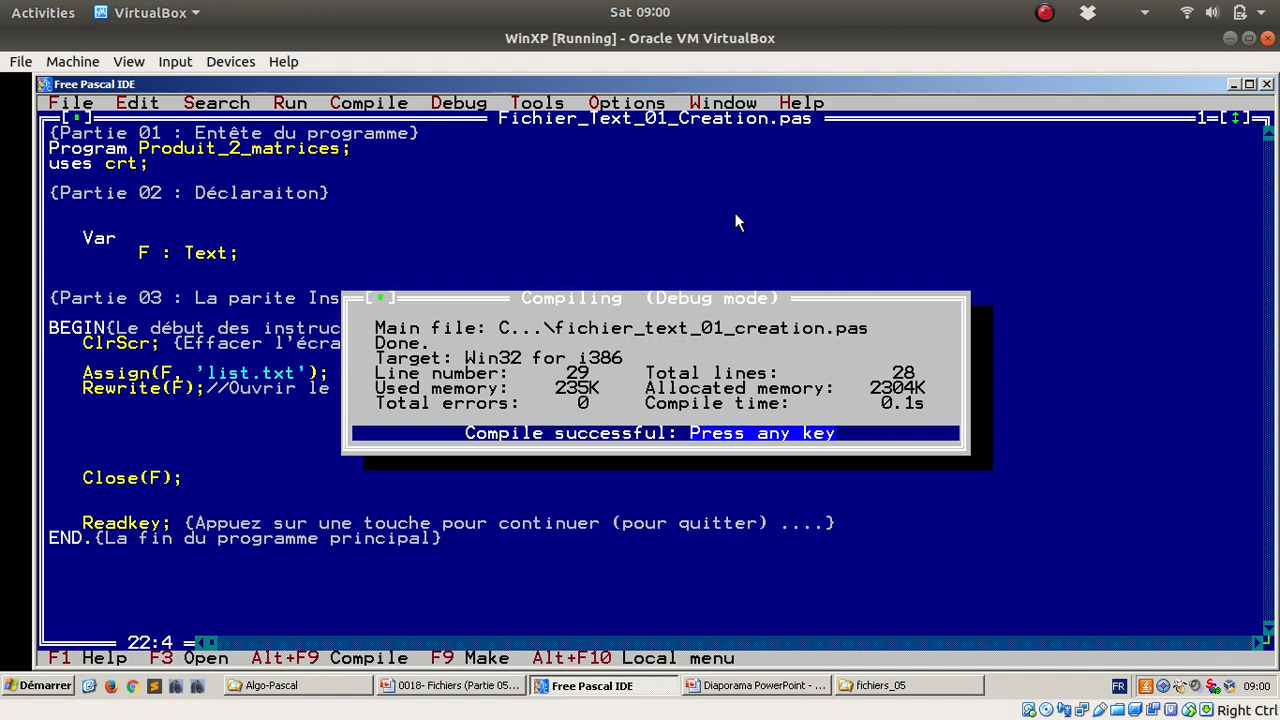 Activities VirtualBox Sat 09:00
WinXP [Running] - Oracle VM VirtualBox
File Machine View Input Devices Help
Free Pascal IDE
File Edit Search Run Compile Debug Tools Options Window Help
Fichier_Text_01_Creation.pas 1
{Partie 01 : Entête du programme}
Program Produit_2_matrices;
uses crt;
{Partie 02 : Déclaraiton}
Var
F : Text;
{Partie 03 : La parite Ins
BEGIN{Le début des instruc
ClrScr; {Effacer l'écra
Assign(F, 'list.txt');
Rewrite(F);//Ouvrir le
Compiling (Debug mode)
Main file: C...\fichier_text_01_creation.pas
Done.
Target: Win32 for i386
Line number: 29 Total lines: 28
Used memory: 235K Allocated memory: 2304K
Total errors: 0 Compile time: 0.1s
Compile successful: Press any key
Close(F);
Readkey; {Appuez sur une touche pour continuer (pour quitter) ....}
END.{La fin du programme principal}
22:4
F1 Help F3 Open Alt+F9 Compile F9 Make Alt+F10 Local menu
Démarrer Algo-Pascal 0018- Fichiers (Partie 05... Free Pascal IDE Diaporama PowerPoint - ... fichiers_05 FR 09:00
Right Ctrl